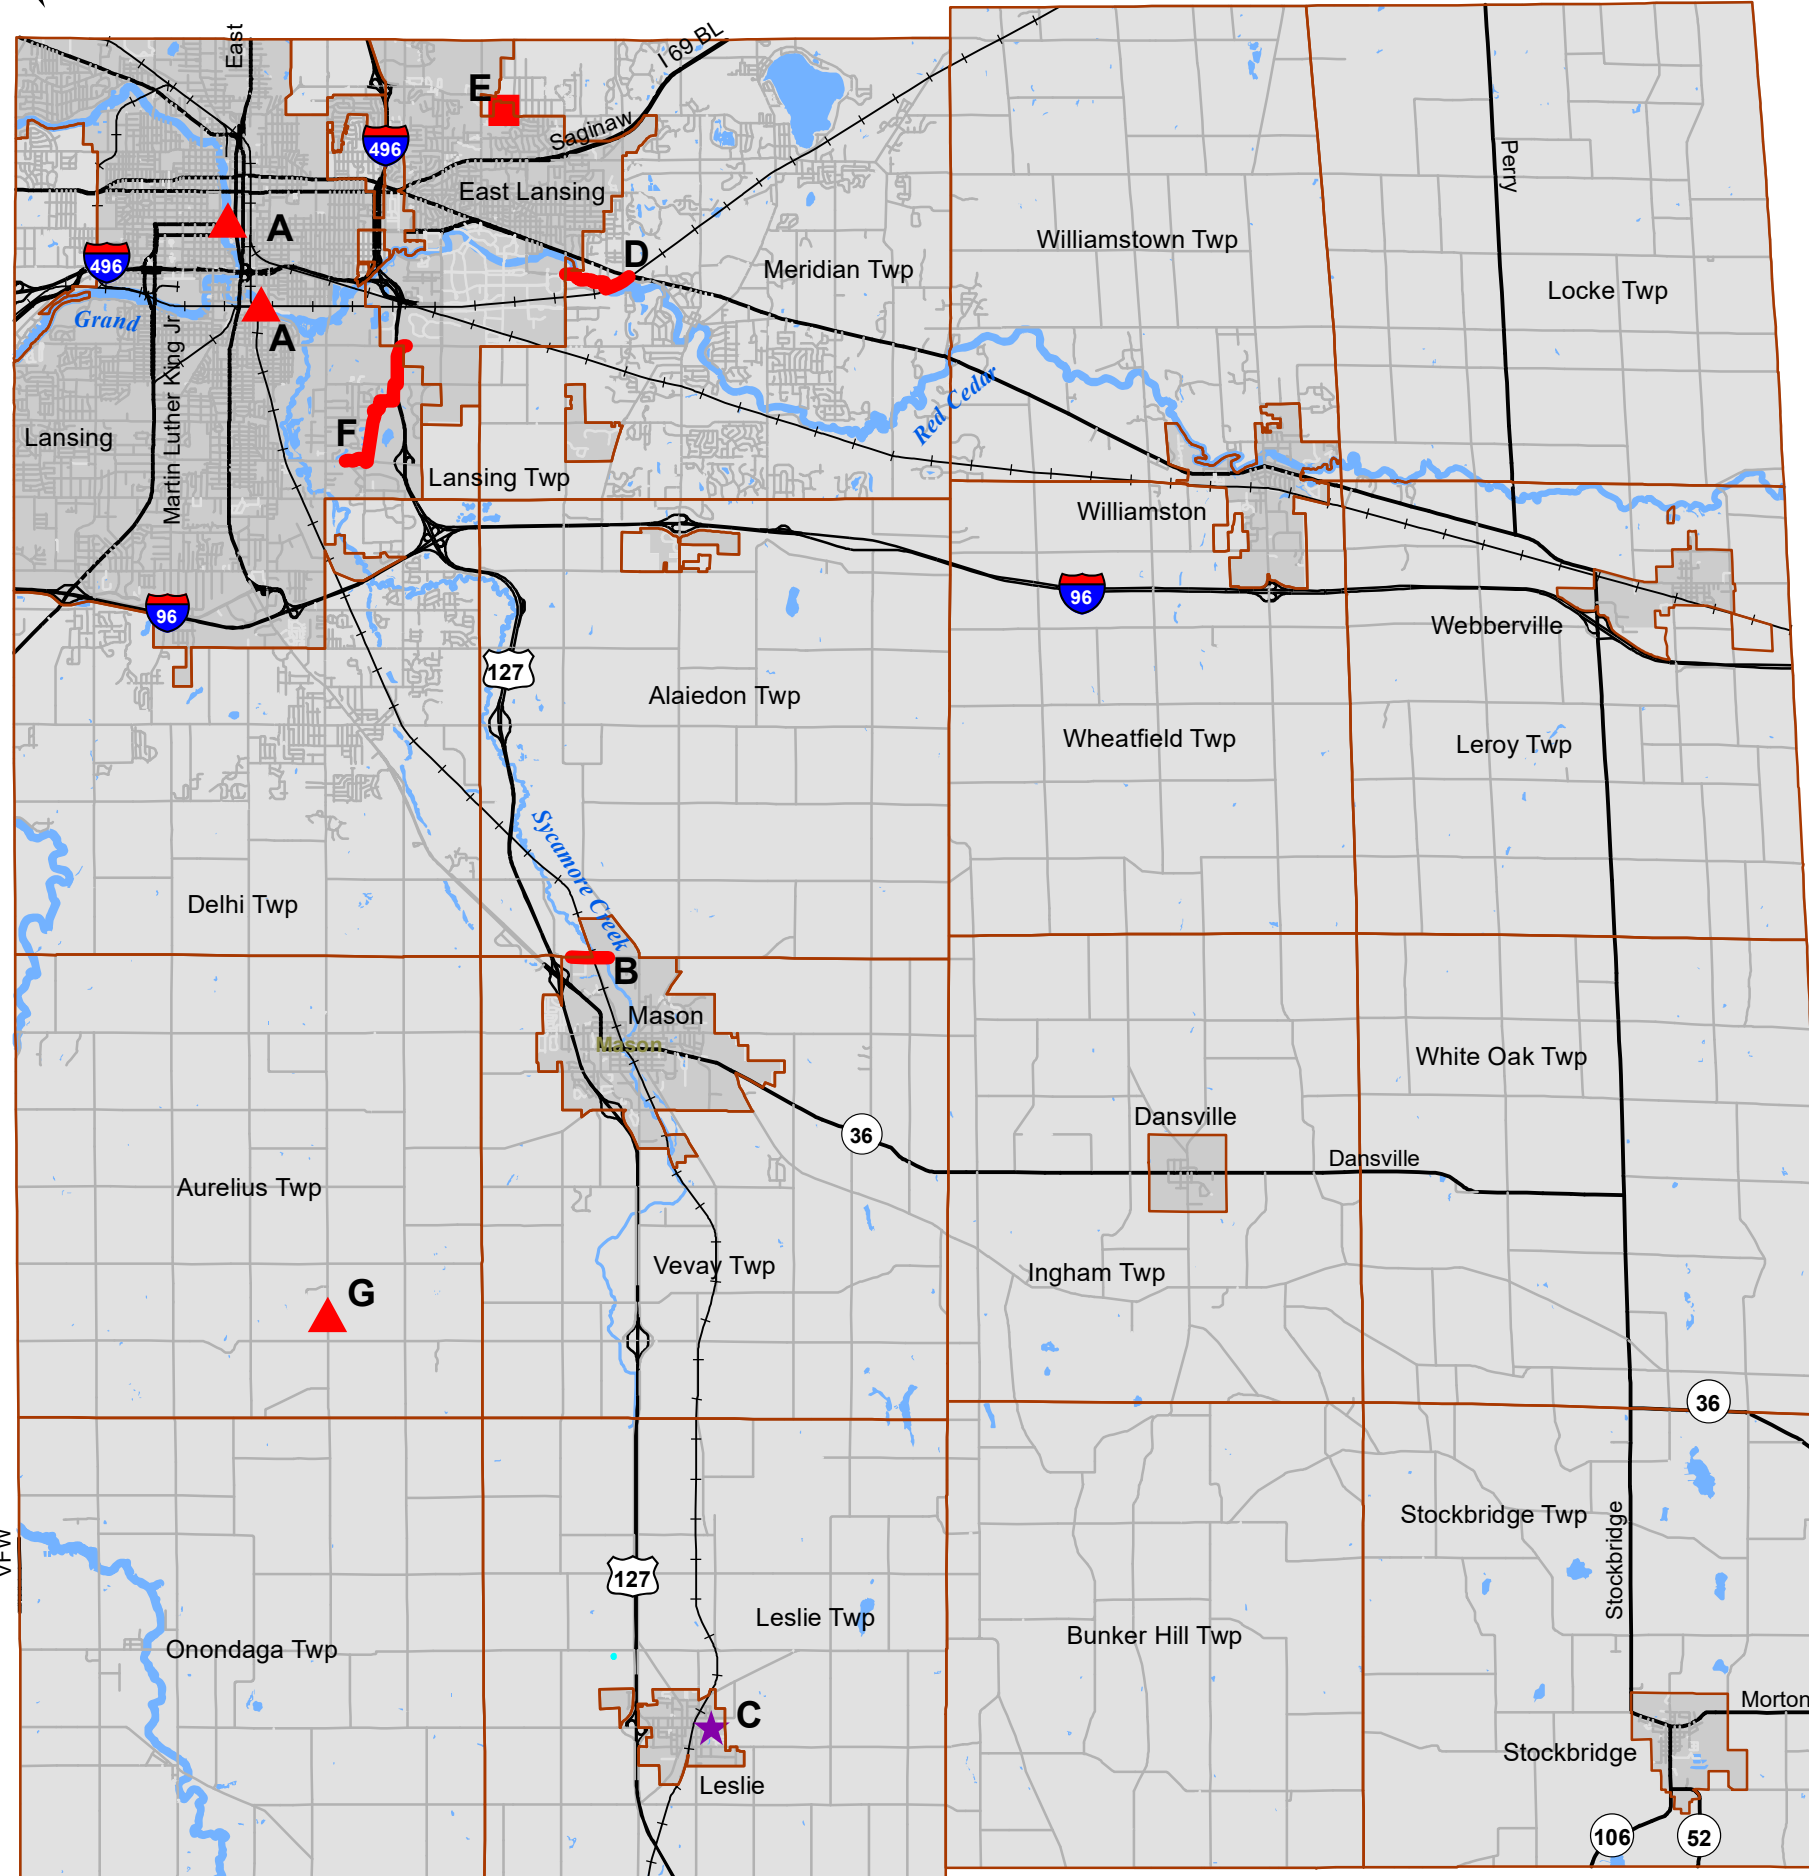 East
I 69 BL
E
496
Saginaw
Perry
East Lansing
A
D
Williamstown Twp
496
Meridian Twp
Locke Twp
Grand
A
Martin Luther King Jr
Red Cedar
F
Lansing
Lansing Twp
Williamston
96
96
Webberville
127
Alaiedon Twp
Wheatfield Twp
Leroy Twp
Sycamore Creek
Delhi Twp
B
Mason
Mason
White Oak Twp
Dansville
36
Dansville
Aurelius Twp
Vevay Twp
Ingham Twp
G
36
Stockbridge Twp
Stockbridge
VFW
127
Leslie Twp
Onondaga Twp
Bunker Hill Twp
Morton
C
Stockbridge
Leslie
106
52